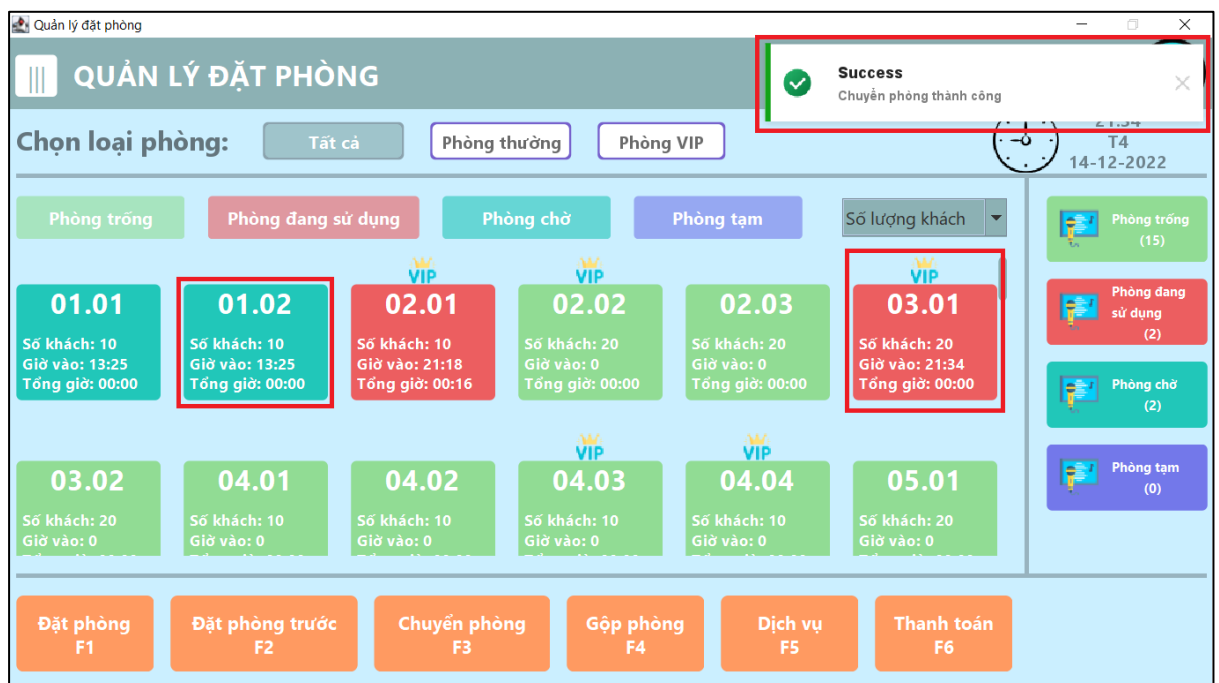 Quản lý đặt phòng
QUẢN LÝ ĐẶT PHÒNG
Success
Chuyển phòng thành công
Chọn loại phòng:
Tất cả
Phòng thường
Phòng VIP
21:34
T4
14-12-2022
Phòng trống
Phòng đang sử dụng
Phòng chờ
Phòng tạm
Số lượng khách
VIP
VIP
VIP
01.01
Số khách: 10
Giờ vào: 13:25
Tổng giờ: 00:00
01.02
Số khách: 10
Giờ vào: 13:25
Tổng giờ: 00:00
02.01
Số khách: 10
Giờ vào: 21:18
Tổng giờ: 00:16
02.02
Số khách: 20
Giờ vào: 0
Tổng giờ: 00:00
02.03
Số khách: 20
Giờ vào: 0
Tổng giờ: 00:00
03.01
Số khách: 20
Giờ vào: 21:34
Tổng giờ: 00:00
VIP
VIP
03.02
Số khách: 20
Giờ vào: 0
04.01
Số khách: 10
Giờ vào: 0
04.02
Số khách: 10
Giờ vào: 0
04.03
Số khách: 10
Giờ vào: 0
04.04
Số khách: 10
Giờ vào: 0
05.01
Số khách: 20
Giờ vào: 0
Phòng trống
(15)
Phòng đang
sử dụng
(2)
Phòng chờ
(2)
Phòng tạm
(0)
Đặt phòng
F1
Đặt phòng trước
F2
Chuyển phòng
F3
Gộp phòng
F4
Dịch vụ
F5
Thanh toán
F6